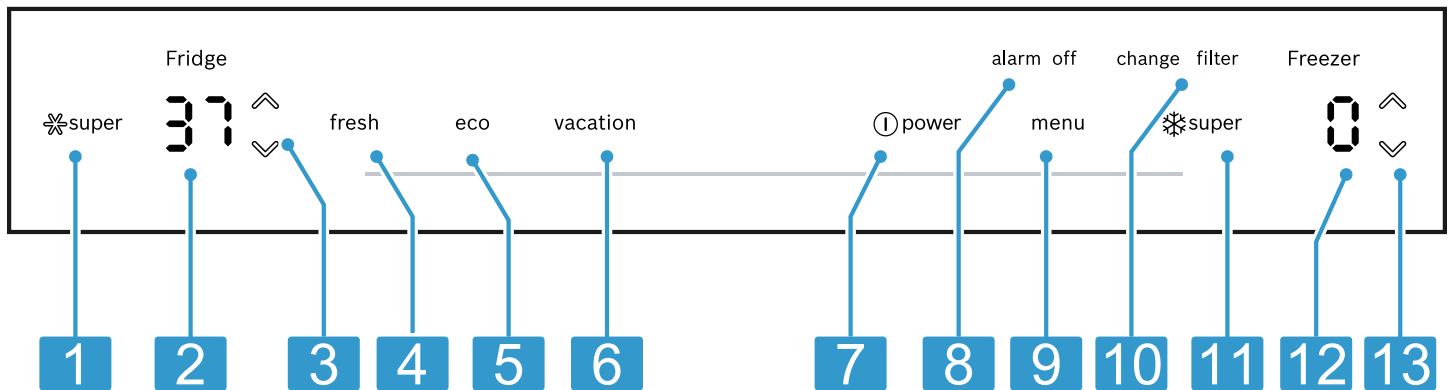 Fridge alarm off change filter Freezer
super 37 fresh eco vacation power menu super 0
1 2 3 4 5 6 7 8 9 10 11 12 13